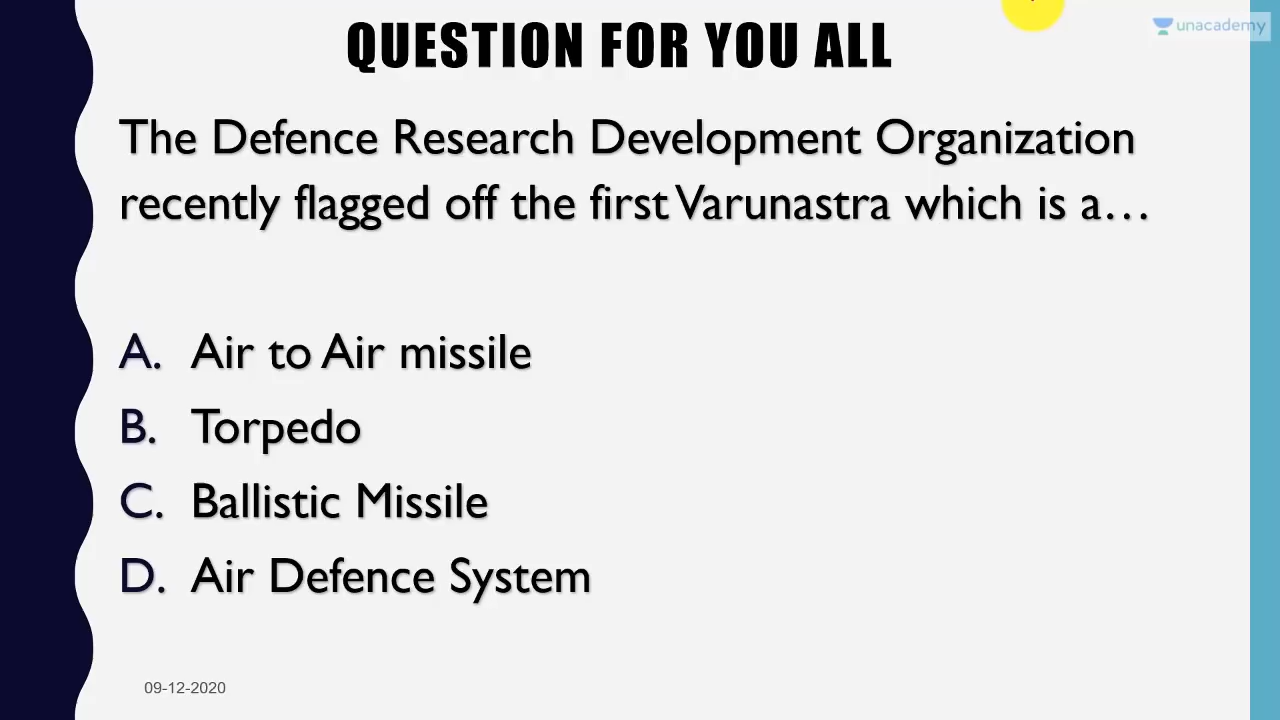 QUESTION FOR YOU ALL
unacademy
The Defence Research Development Organization
recently flagged off the first Varunastra which is a...
A. Air to Air missile
B. Torpedo
C. Ballistic Missile
D. Air Defence System
09-12-2020